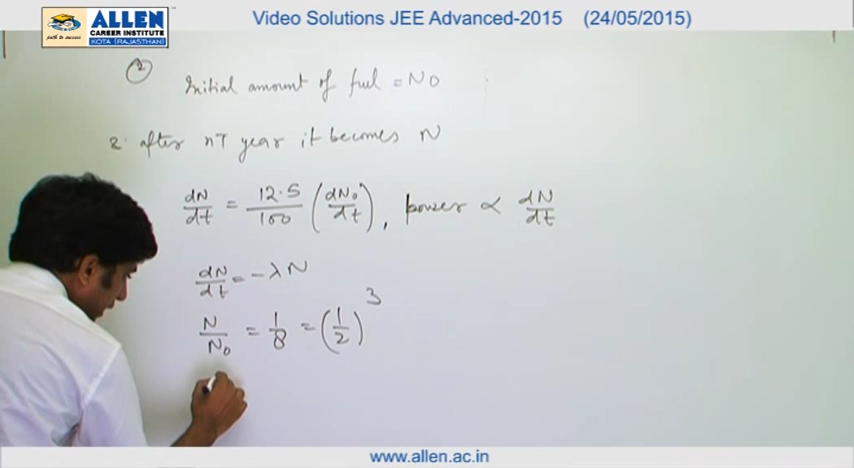 ALLEN
CAREER INSTITUTE
KOTA (RAJASTHAN)
path to success
Video Solutions JEE Advanced-2015 (24/05/2015)
② Initial amount of fuel = N0
& after nT year it becomes N
dN/dt = 12.5/100 (dN0/dt), power ∝ dN/dt
dN/dt = -λN
N/N0 = 1/8 = (1/2)^3
www.allen.ac.in